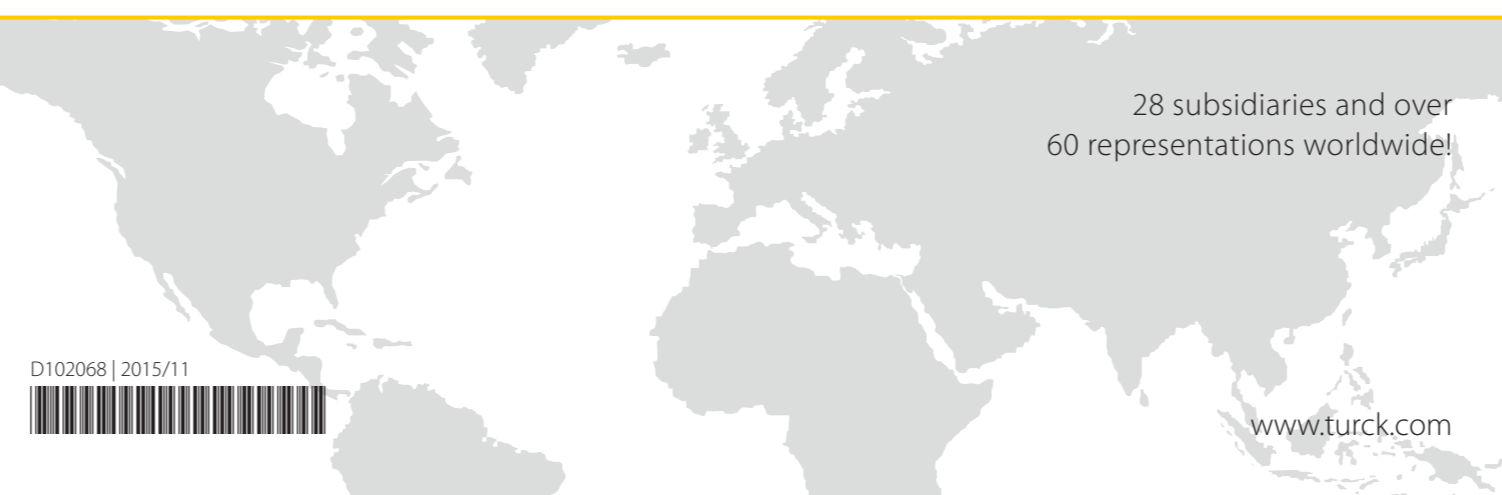 28 subsidiaries and over
60 representations worldwide!
D102068 | 2015/11
www.turck.com